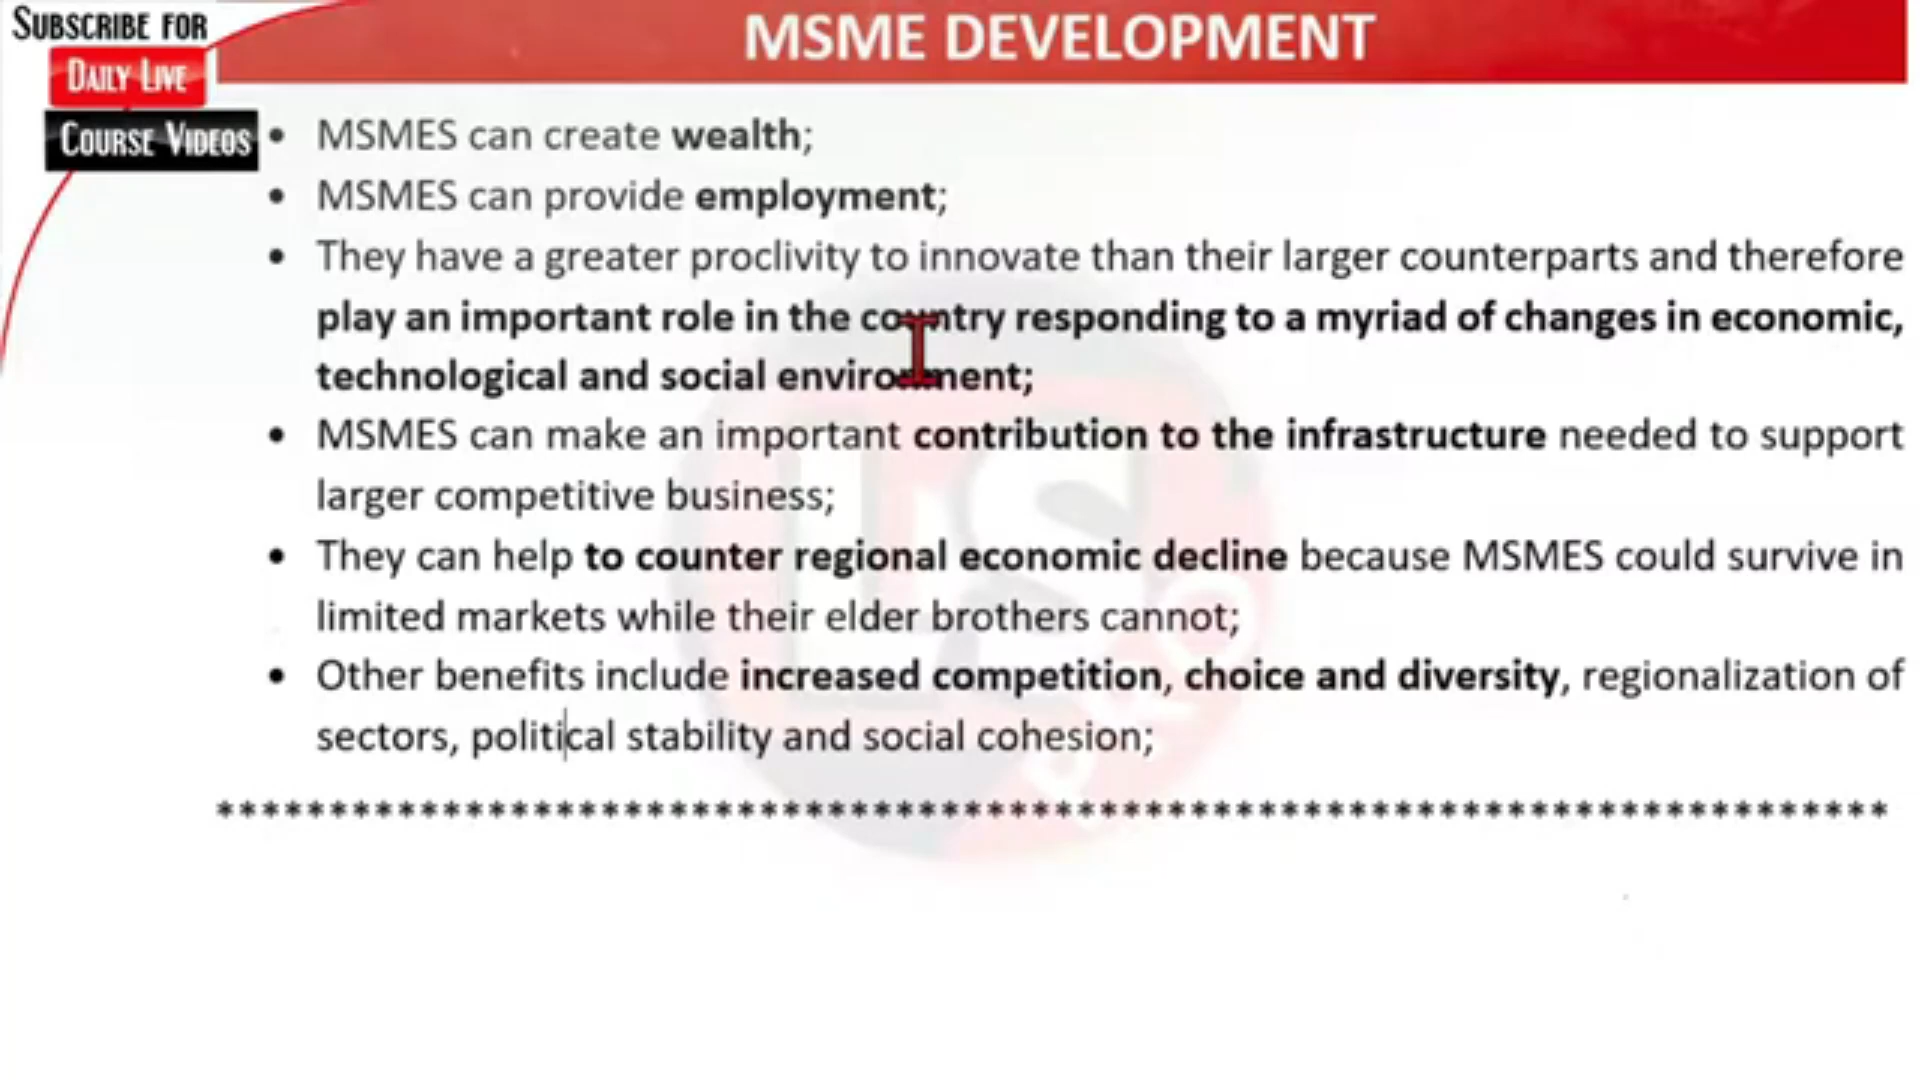 SUBSCRIBE FOR
DAILY LIVE
COURSE VIDEOS
MSME DEVELOPMENT
• MSMES can create wealth;
• MSMES can provide employment;
• They have a greater proclivity to innovate than their larger counterparts and therefore
play an important role in the country responding to a myriad of changes in economic,
technological and social environment;
• MSMES can make an important contribution to the infrastructure needed to support
larger competitive business;
• They can help to counter regional economic decline because MSMES could survive in
limited markets while their elder brothers cannot;
• Other benefits include increased competition, choice and diversity, regionalization of
sectors, political stability and social cohesion;
LS
PRO